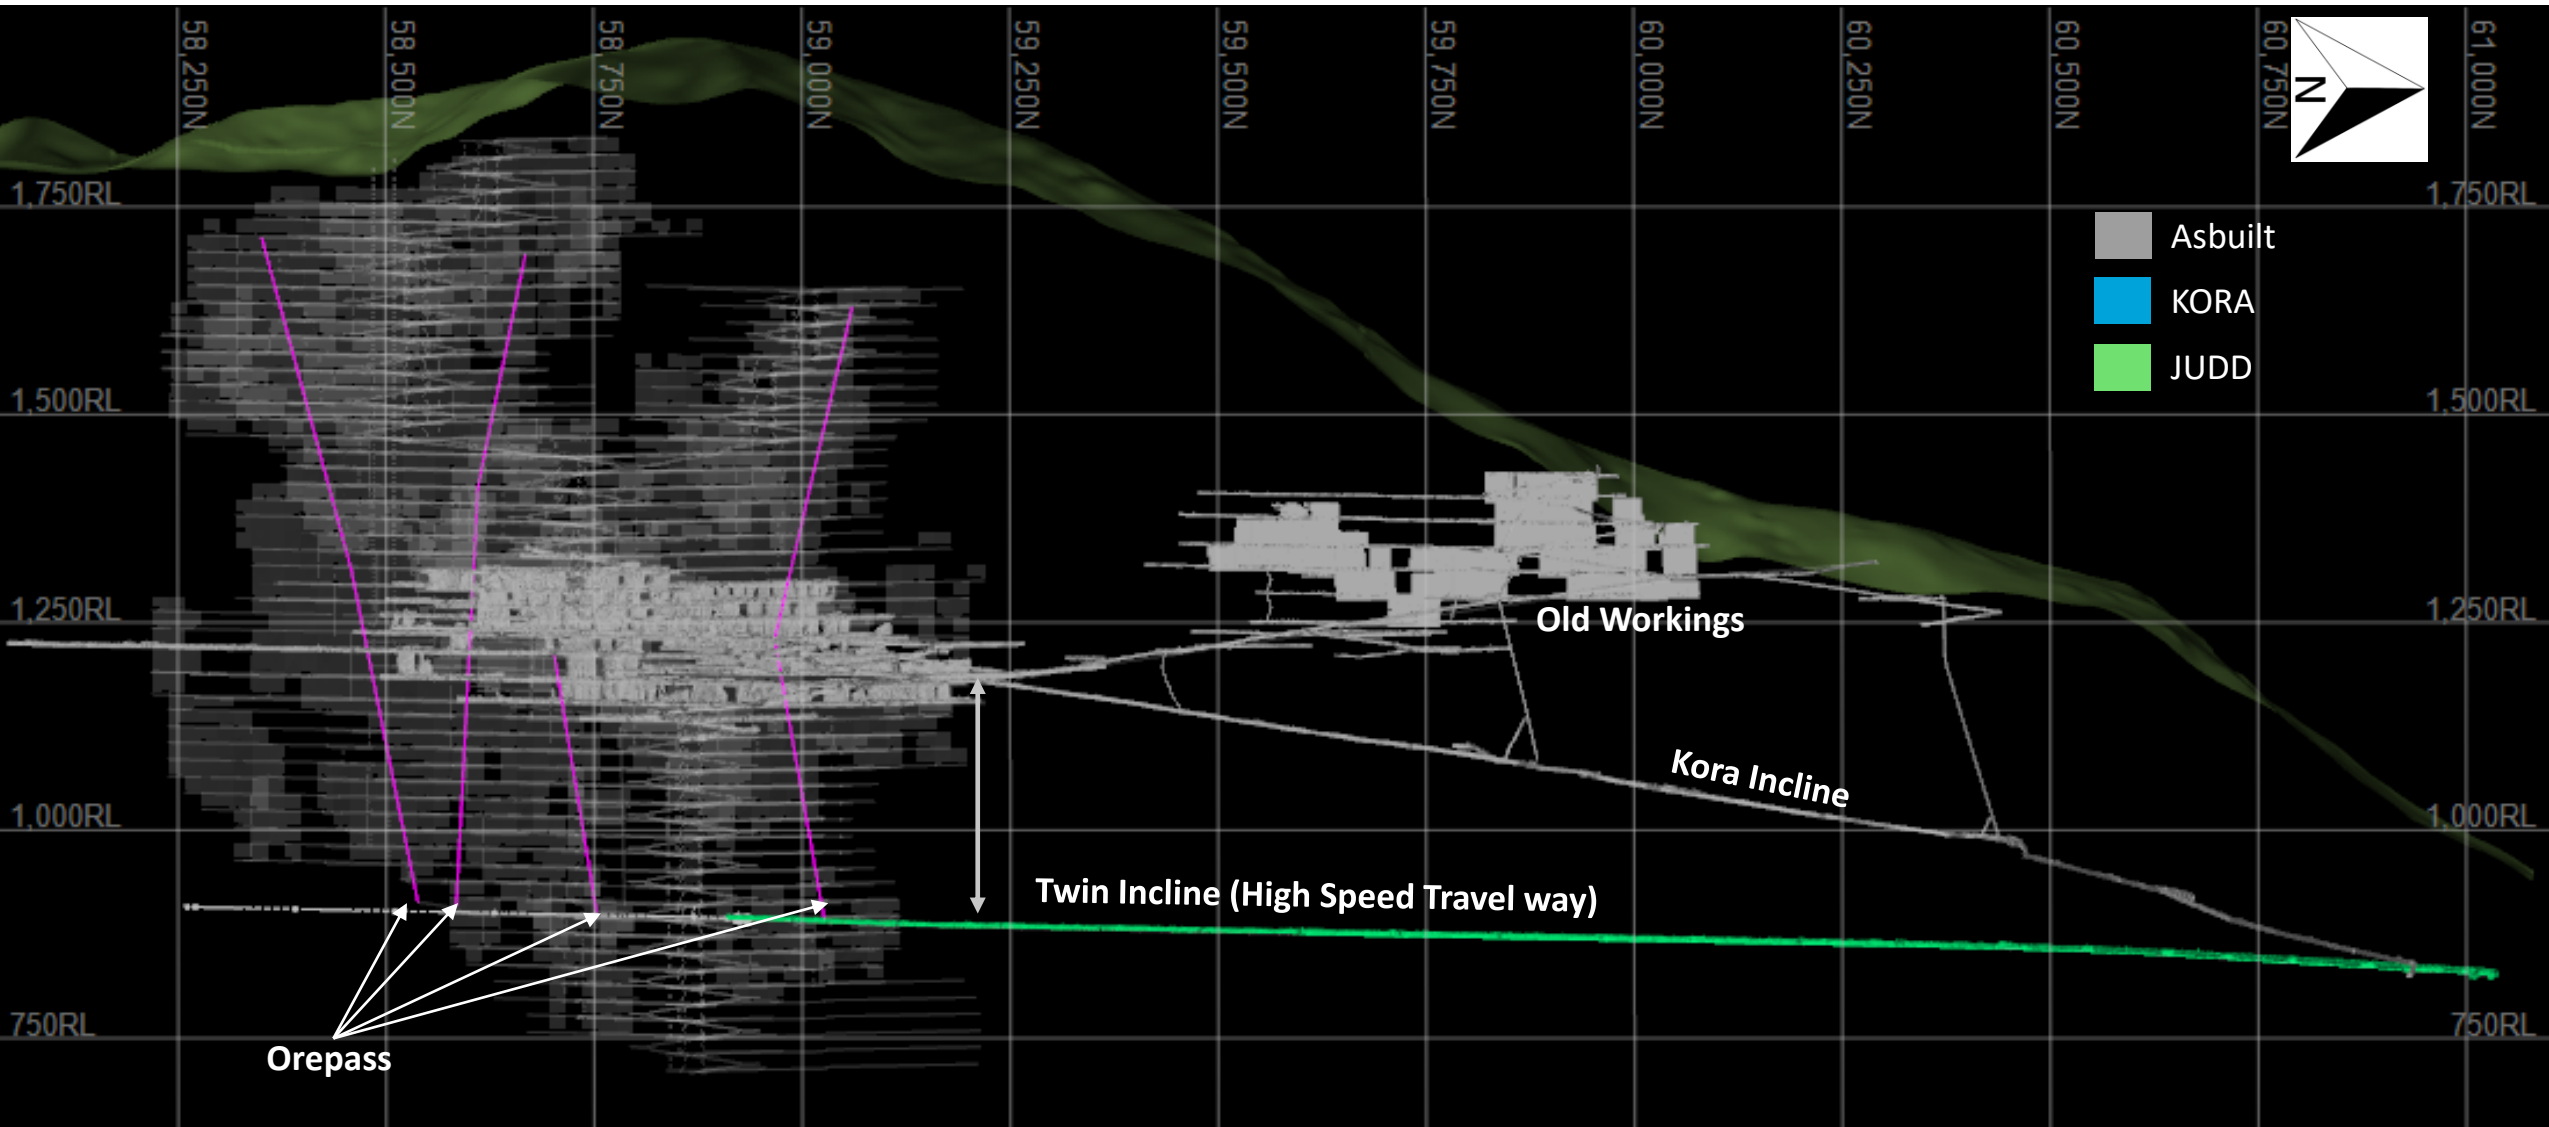 58,250N
58,500N
58,750N
59,000N
59,250N
59,500N
59,750N
60,000N
60,250N
60,500N
60,750N
61,000N
N
1,750RL
1,750RL
Asbuilt
KORA
JUDD
1,500RL
1,500RL
1,250RL
1,250RL
Old Workings
Kora Incline
1,000RL
1,000RL
Twin Incline (High Speed Travel way)
750RL
750RL
Orepass